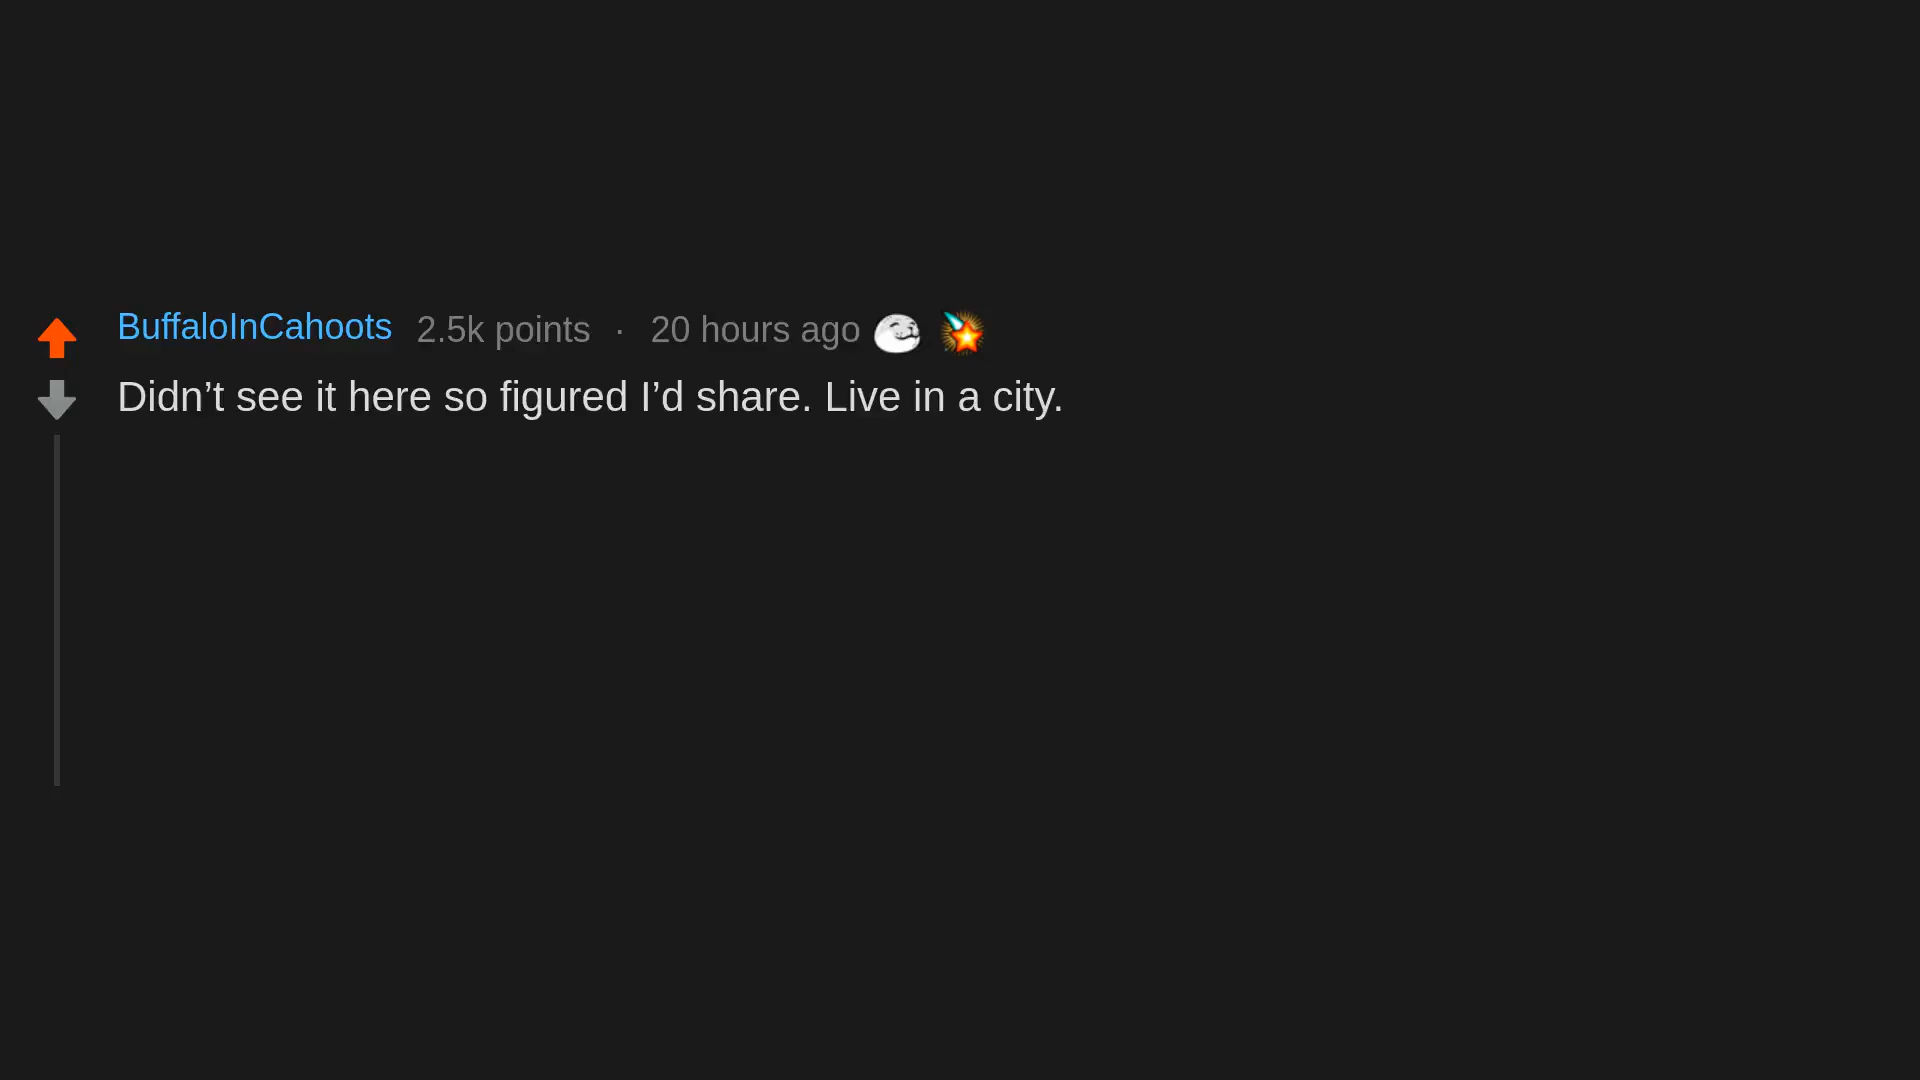 BuffaloInCahoots 2.5k points · 20 hours ago
Didn’t see it here so figured I’d share. Live in a city.